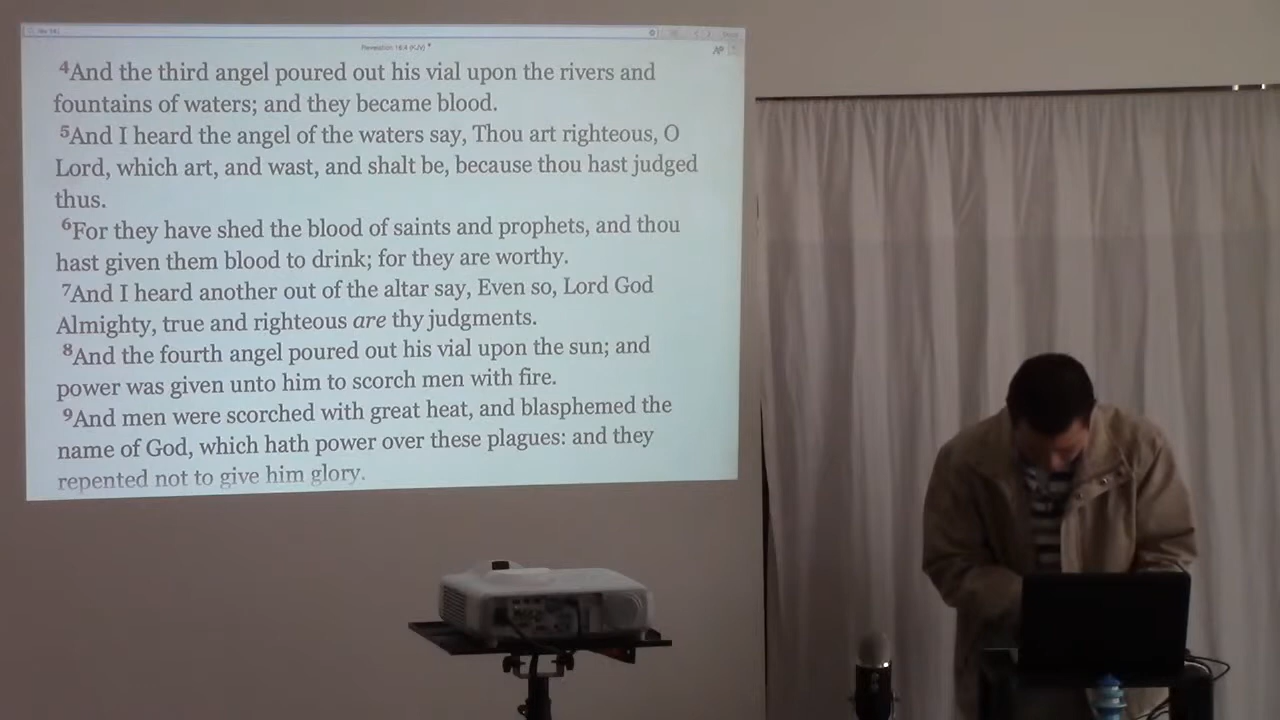 Revelation 16:4 (KJV)
4And the third angel poured out his vial upon the rivers and
fountains of waters; and they became blood.
5And I heard the angel of the waters say, Thou art righteous, O
Lord, which art, and wast, and shalt be, because thou hast judged
thus.
6For they have shed the blood of saints and prophets, and thou
hast given them blood to drink; for they are worthy.
7And I heard another out of the altar say, Even so, Lord God
Almighty, true and righteous are thy judgments.
8And the fourth angel poured out his vial upon the sun; and
power was given unto him to scorch men with fire.
9And men were scorched with great heat, and blasphemed the
name of God, which hath power over these plagues: and they
repented not to give him glory.